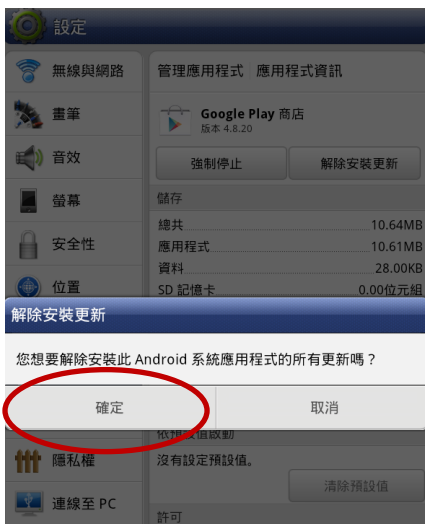 設定
無線與網路
管理應用程式 應用程式資訊
畫筆
Google Play 商店
版本 4.8.20
音效
強制停止
解除安裝更新
螢幕
儲存
總共 10.64MB
安全性
應用程式 10.61MB
資料 28.00KB
位置
SD 記憶卡 0.00位元組
解除安裝更新
您想要解除安裝此 Android 系統應用程式的所有更新嗎？
確定
取消
依預設值啟動
隱私權
沒有設定預設值。
清除預設值
連線至 PC
許可